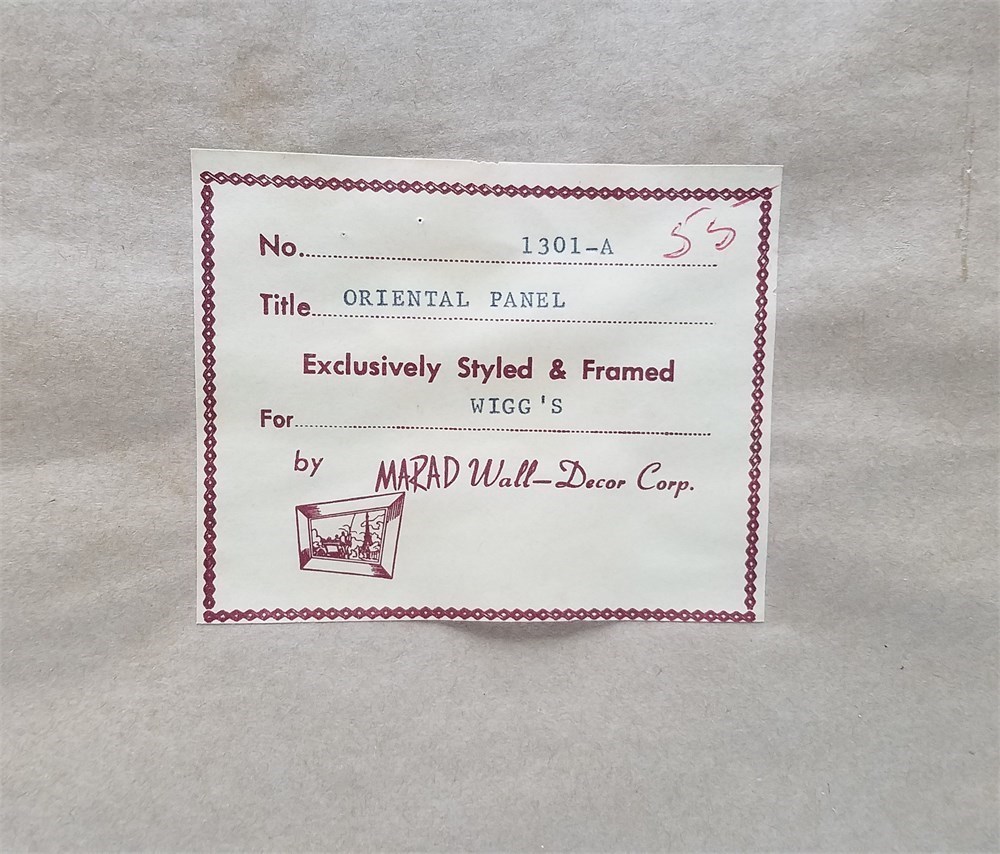 No. 1301-A 55
Title ORIENTAL PANEL
Exclusively Styled & Framed
For WIGG'S
by MARAD Wall-Decor Corp.